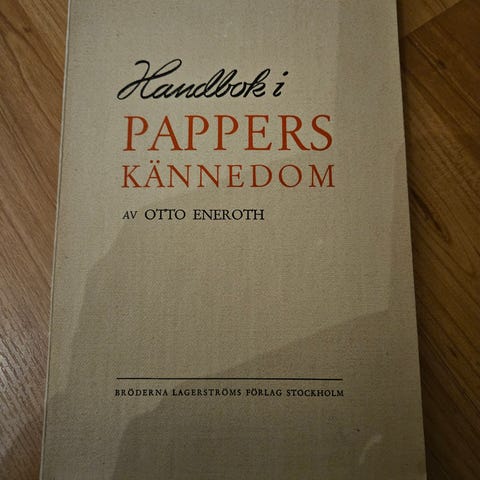 Handbok i
PAPPERS
KÄNNEDOM
AV OTTO ENEROTH
BRÖDERNA LAGERSTRÖMS FÖRLAG STOCKHOLM